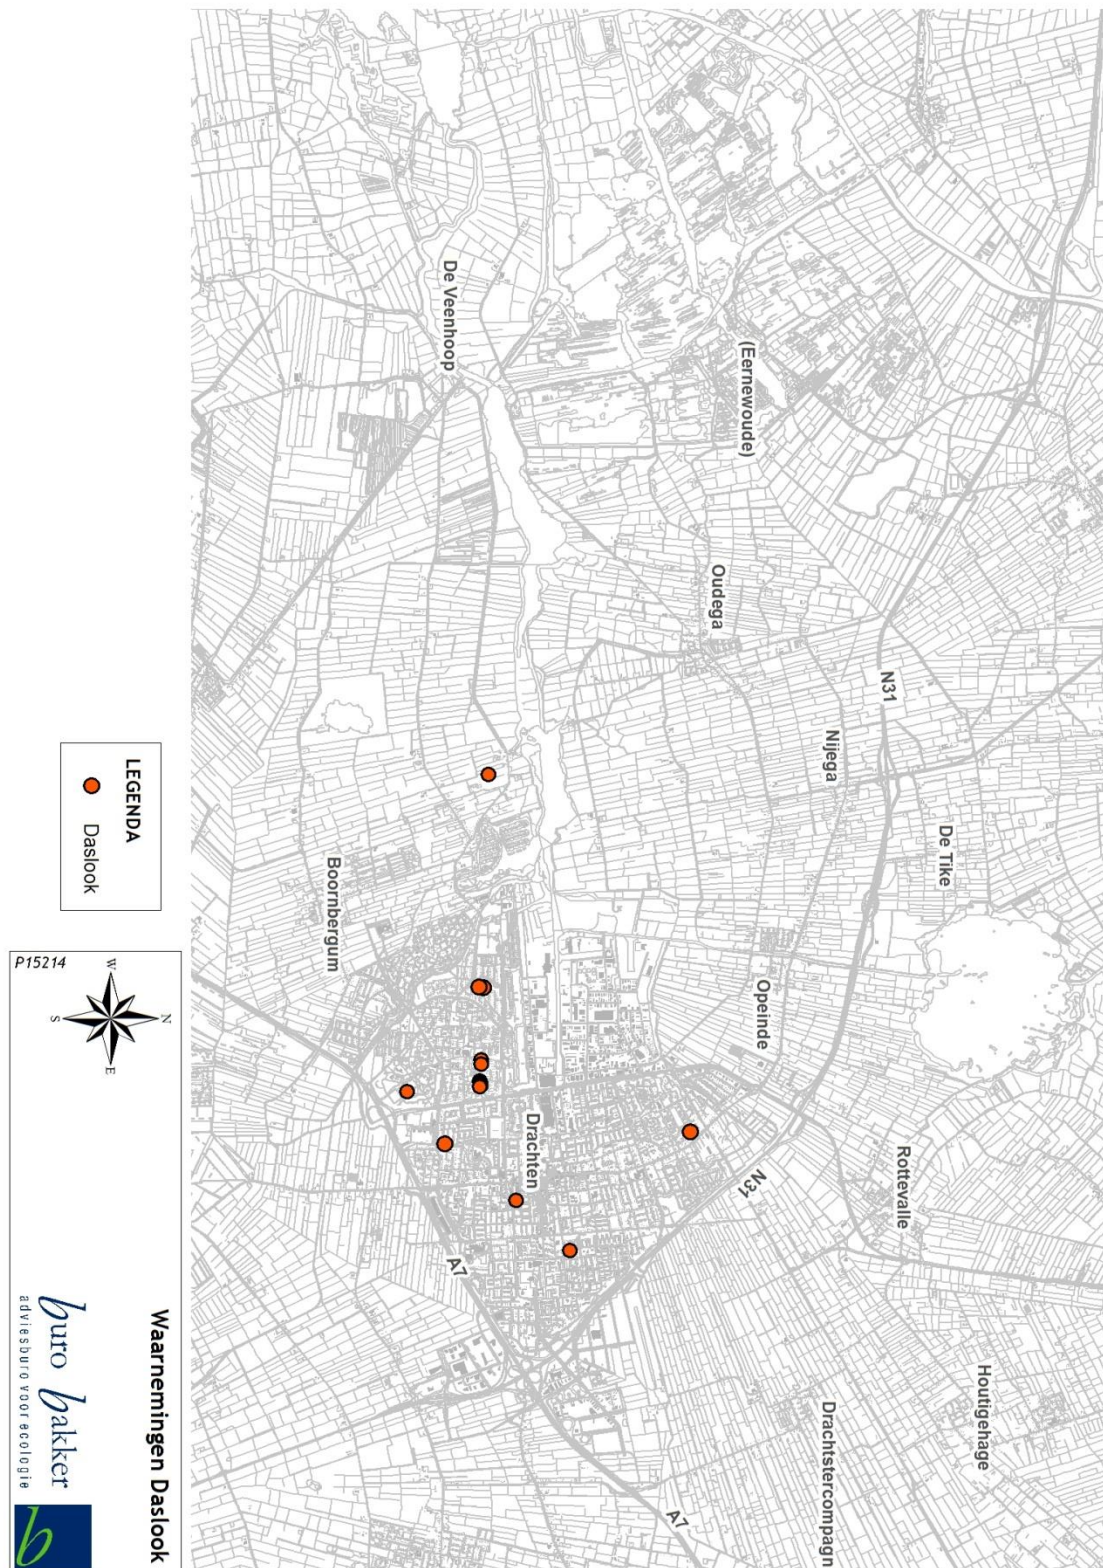 De Veenhoop
(Eernewoude)
Oudega
N31
Nijega
De Tike
Boornbergum
Opeinde
Drachten
Rottevalle
N31
A7
Houtigehage
Drachtstercompagn
A7
LEGENDA
Daslook
P15214
N
W
E
S
Waarnemingen Daslook
buro bakker
adviesburo voor ecologie
b